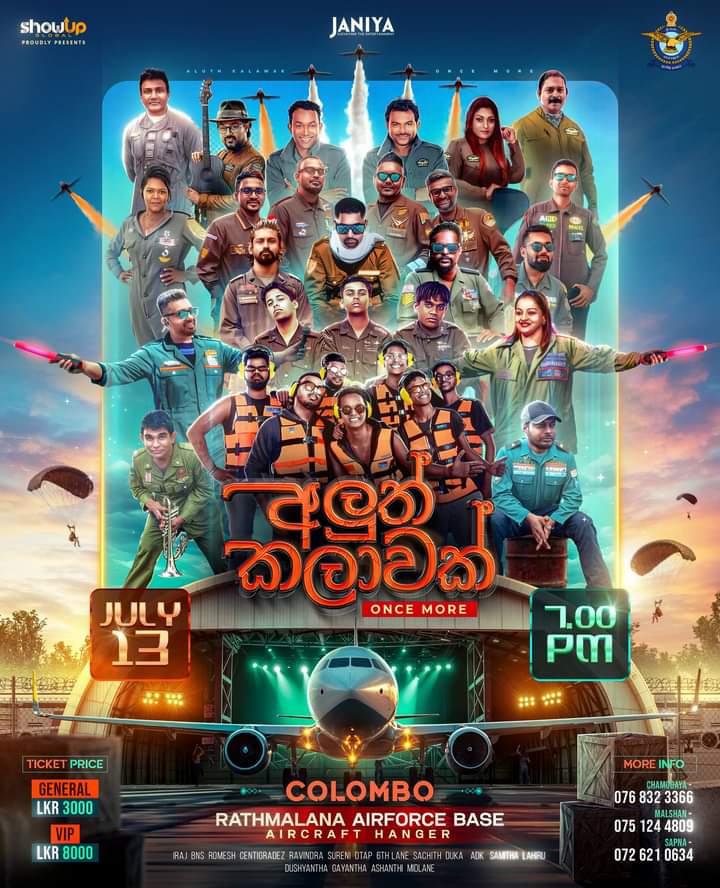 showUp
GLOBAL
PROUDLY PRESENTS
JANIYA
ALUTH KALAWAK
ONCE MORE
අලුත්
කලාවක්
ONCE MORE
JULY
13
7.00
PM
TICKET PRICE
GENERAL
LKR 3000
VIP
LKR 8000
COLOMBO
RATHMALANA AIRFORCE BASE
AIRCRAFT HANGER
IRAJ BNS ROMESH CENTIGRADEZ RAVINDRA SURENI DTAP 6TH LANE SACHITH DUKA ADK SAMITHA LAHIRU
DUSHYANTHA GAYANTHA ASHANTHI MIDLANE
MORE INFO
CHAMODAYA -
076 832 3366
MALSHAN -
075 124 4809
SAPNA -
072 621 0634